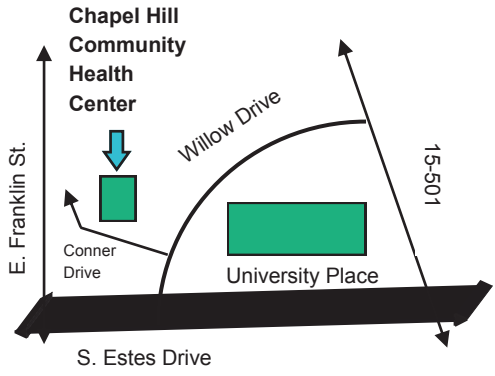 Chapel Hill
Community
Health
Center
Willow Drive
E. Franklin St.
15-501
Conner
Drive
University Place
S. Estes Drive